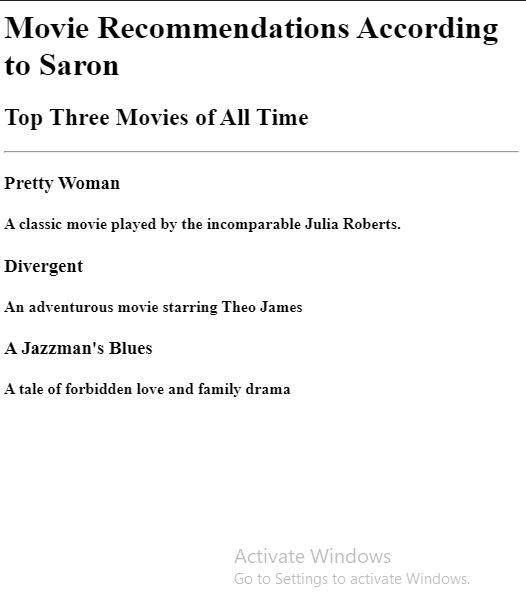 Movie Recommendations According
to Saron
Top Three Movies of All Time
Pretty Woman
A classic movie played by the incomparable Julia Roberts.
Divergent
An adventurous movie starring Theo James
A Jazzman's Blues
A tale of forbidden love and family drama
Activate Windows
Go to Settings to activate Windows.